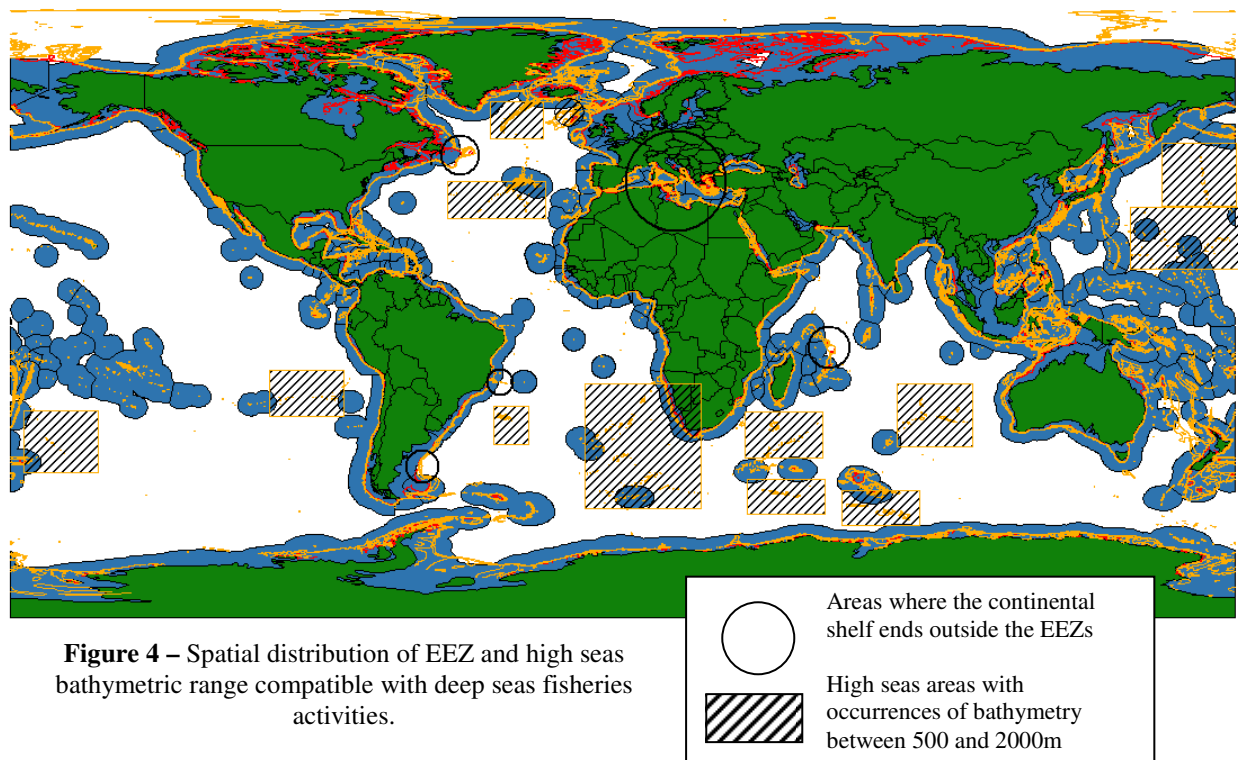 Areas where the continental
shelf ends outside the EEZs
Figure 4 – Spatial distribution of EEZ and high seas
bathymetric range compatible with deep seas fisheries
activities.
High seas areas with
occurrences of bathymetry
between 500 and 2000m